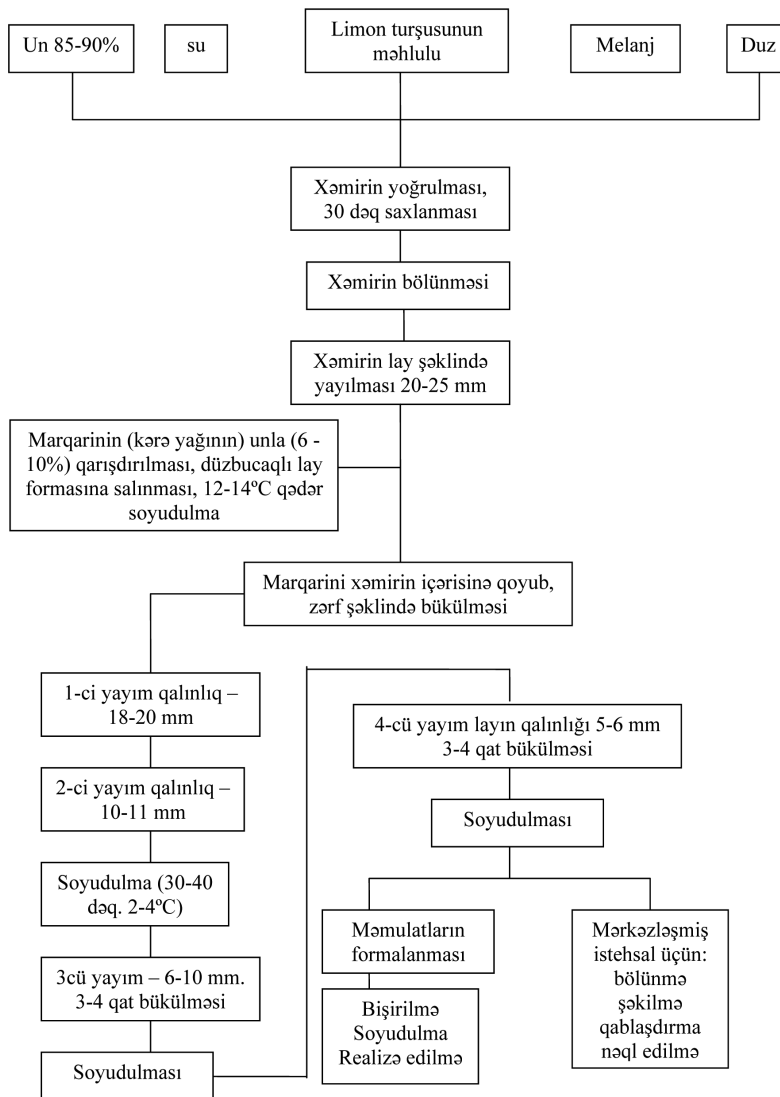 Un 85-90%
su
Limon turşusunun
məhlulu
Melanj
Duz
Xəmirin yoğrulması,
30 dəq saxlanması
Xəmirin bölünməsi
Xəmirin lay şəklində
yayılması 20-25 mm
Marqarinin (kərə yağının) unla (6 -
10%) qarışdırılması, düzbucaqlı lay
formasına salınması, 12-14ºC qədər
soyudulma
Marqarini xəmirin içərisinə qoyub,
zərf şəklində bükülməsi
1-ci yayım qalınlıq –
18-20 mm
2-ci yayım qalınlıq –
10-11 mm
Soyudulma (30-40
dəq. 2-4ºC)
3cü yayım – 6-10 mm.
3-4 qat bükülməsi
Soyudulması
4-cü yayım layın qalınlığı 5-6 mm
3-4 qat bükülməsi
Soyudulması
Məmulatların
formalanması
Bişirilmə
Soyudulma
Realizə edilmə
Mərkəzləşmiş
istehsal üçün:
bölünmə
şəkilmə
qablaşdırma
nəql edilmə